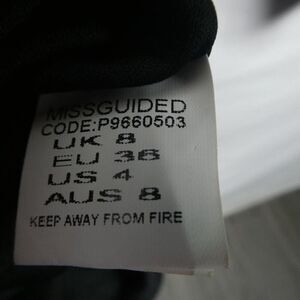 MISSGUIDED
CODE:P9660503
UK 8
EU 36
US 4
AUS 8
KEEP AWAY FROM FIRE